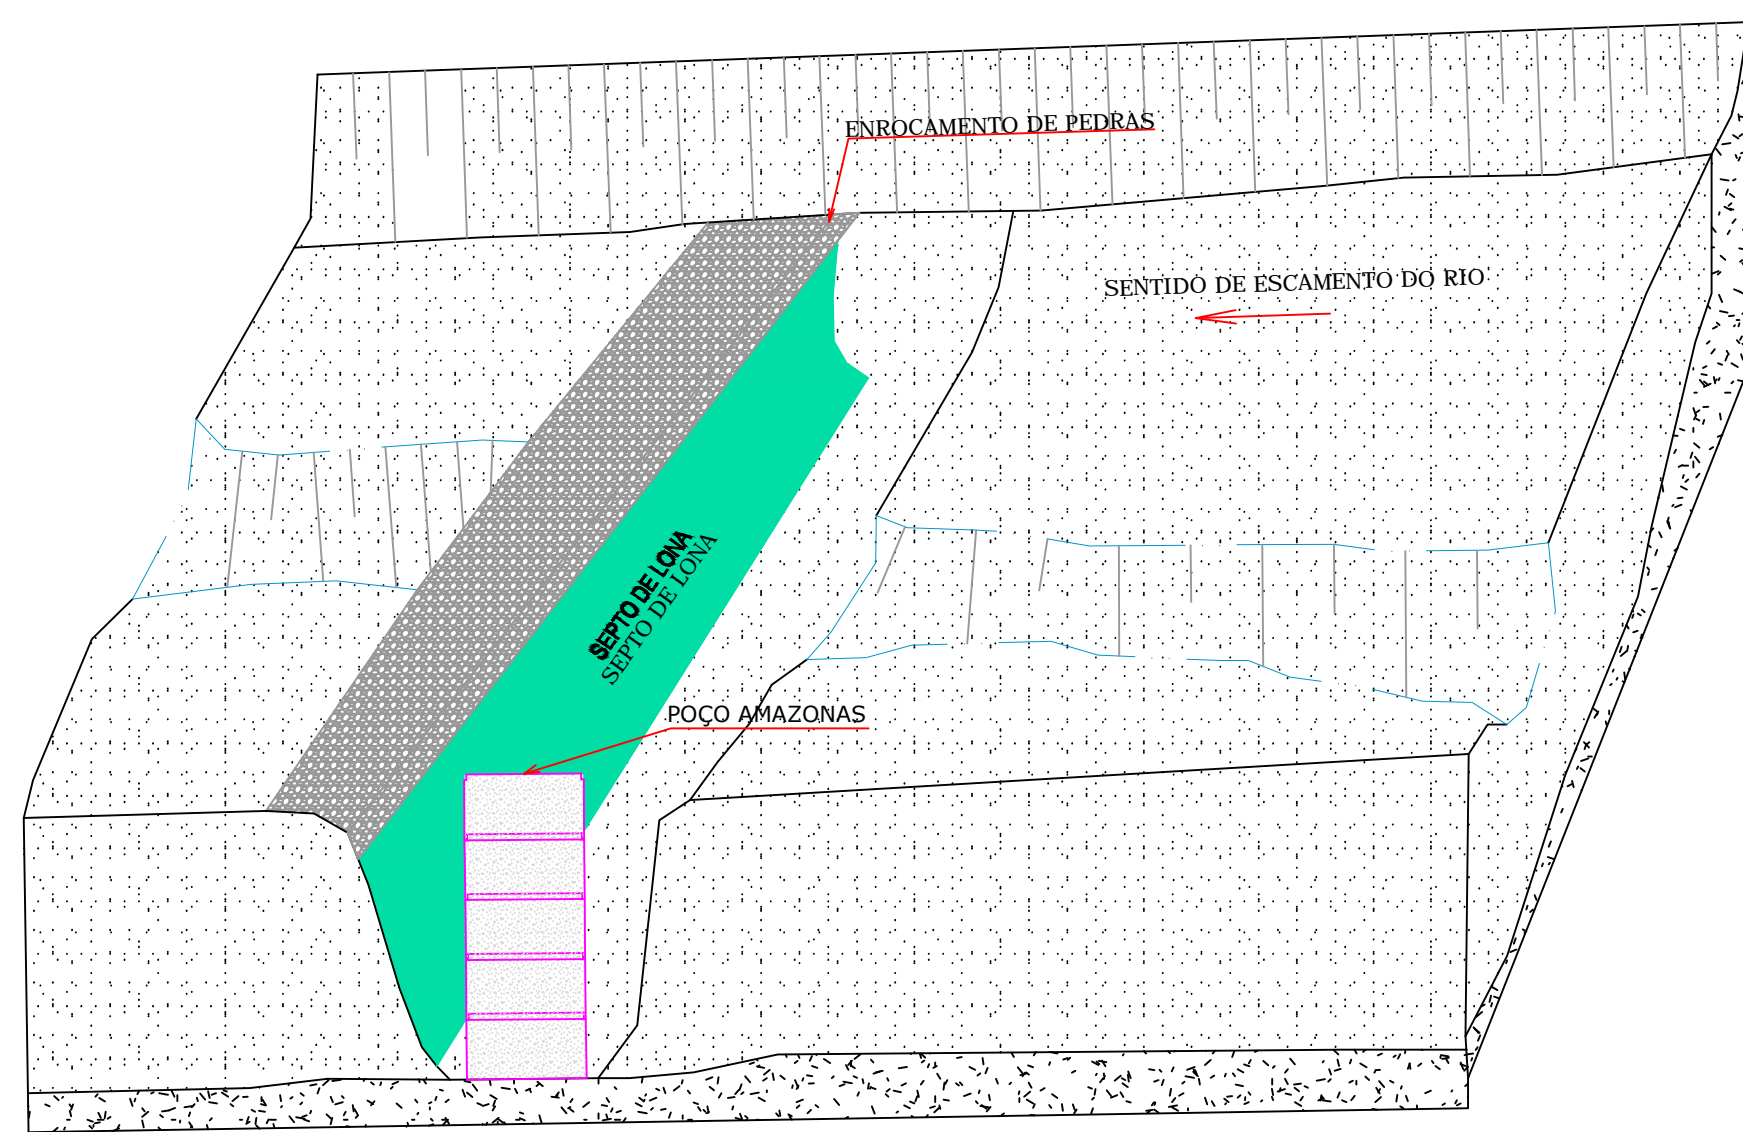 ENROCAMENTO DE PEDRAS
SENTIDO DE ESCAMENTO DO RIO
SEPTO DE LONA
SEPTO DE LONA
POÇO AMAZONAS